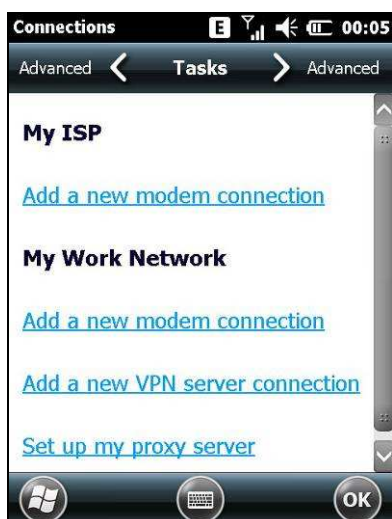 Connections E 00:05
Advanced Tasks Advanced
My ISP
Add a new modem connection
My Work Network
Add a new modem connection
Add a new VPN server connection
Set up my proxy server
OK